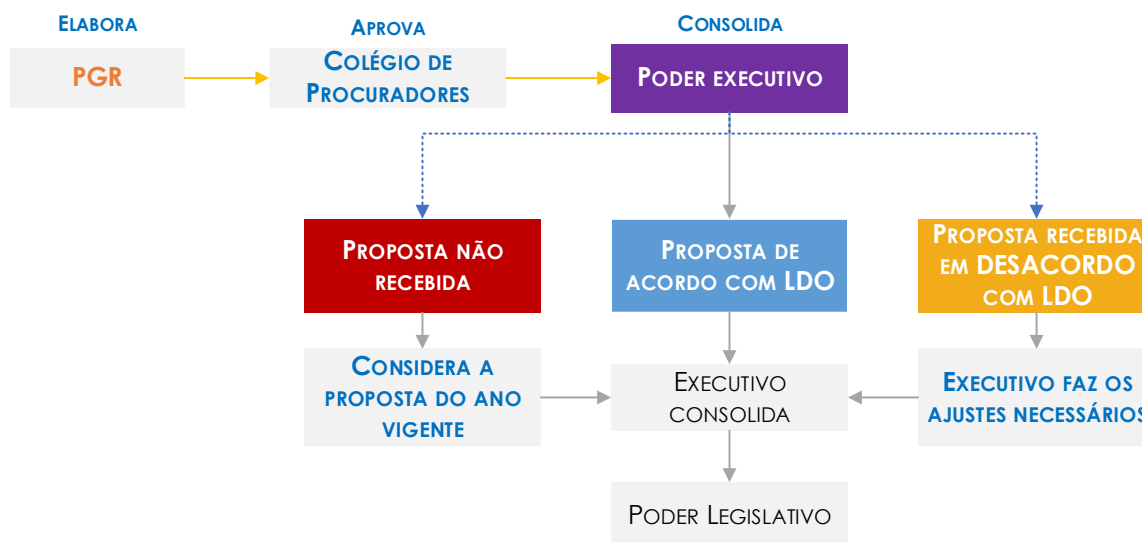 ELABORA
APROVA
CONSOLIDA
PGR
COLÉGIO DE
PROCURADORES
PODER EXECUTIVO
PROPOSTA NÃO
RECEBIDA
PROPOSTA DE
ACORDO COM LDO
PROPOSTA RECEBIDA
EM DESACORDO
COM LDO
CONSIDERA A
PROPOSTA DO ANO
VIGENTE
EXECUTIVO
CONSOLIDA
EXECUTIVO FAZ OS
AJUSTES NECESSÁRIOS
PODER LEGISLATIVO